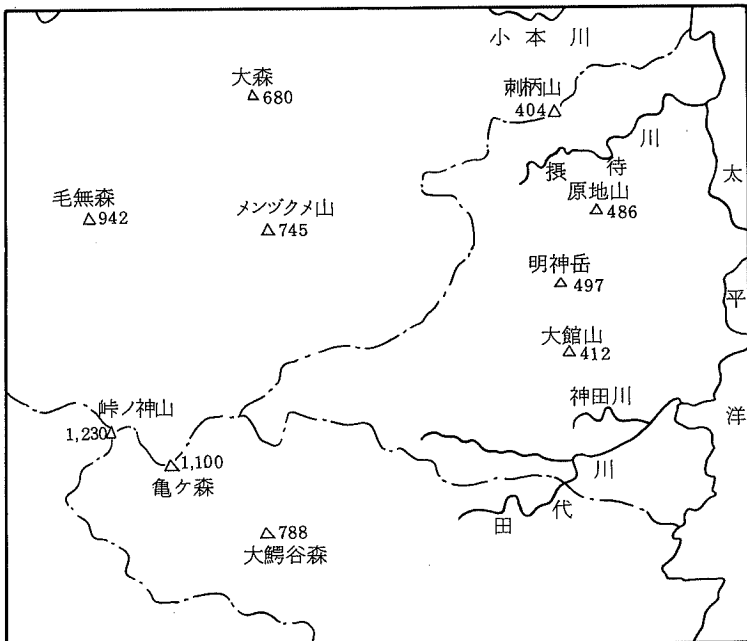 小本川
大森
△680
刺柄山
404△
摂待川
太平洋
原地山
△486
毛無森
△942
メンヅクメ山
△745
明神岳
△497
大館山
△412
峠ノ神山
1,230△
神田川
△1,100
亀ケ森
田代川
△788
大鰐谷森